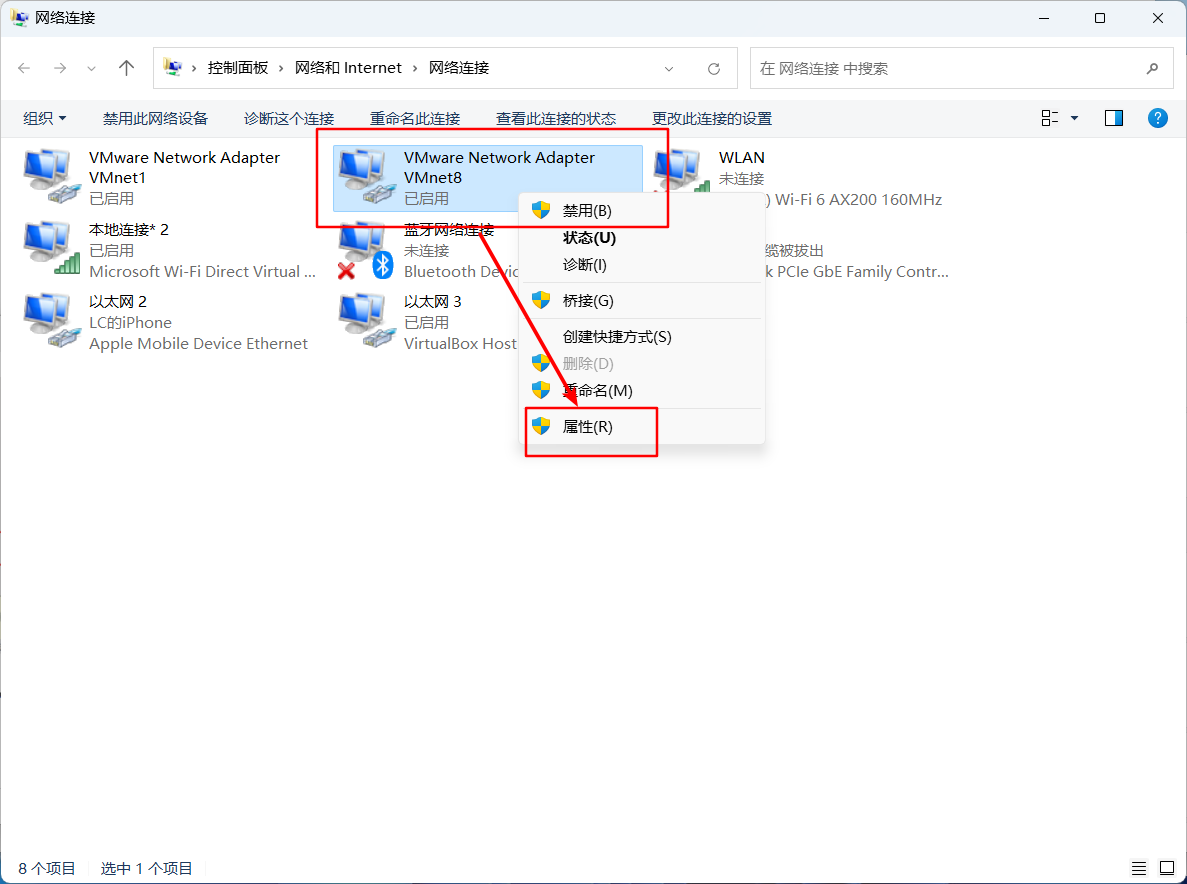 网络连接
控制面板 › 网络和 Internet › 网络连接
在 网络连接 中搜索
组织 禁用此网络设备 诊断这个连接 重命名此连接 查看此连接的状态 更改此连接的设置
VMware Network Adapter
VMnet1
已启用
VMware Network Adapter
VMnet8
已启用
WLAN
未连接
) Wi-Fi 6 AX200 160MHz
本地连接* 2
已启用
Microsoft Wi-Fi Direct Virtual ...
蓝牙网络连接
未连接
Bluetooth Devic
缆被拔出
k PCIe GbE Family Contr...
以太网 2
LC的iPhone
Apple Mobile Device Ethernet
以太网 3
已启用
VirtualBox Host
禁用(B)
状态(U)
诊断(I)
桥接(G)
创建快捷方式(S)
删除(D)
重命名(M)
属性(R)
8 个项目 选中 1 个项目